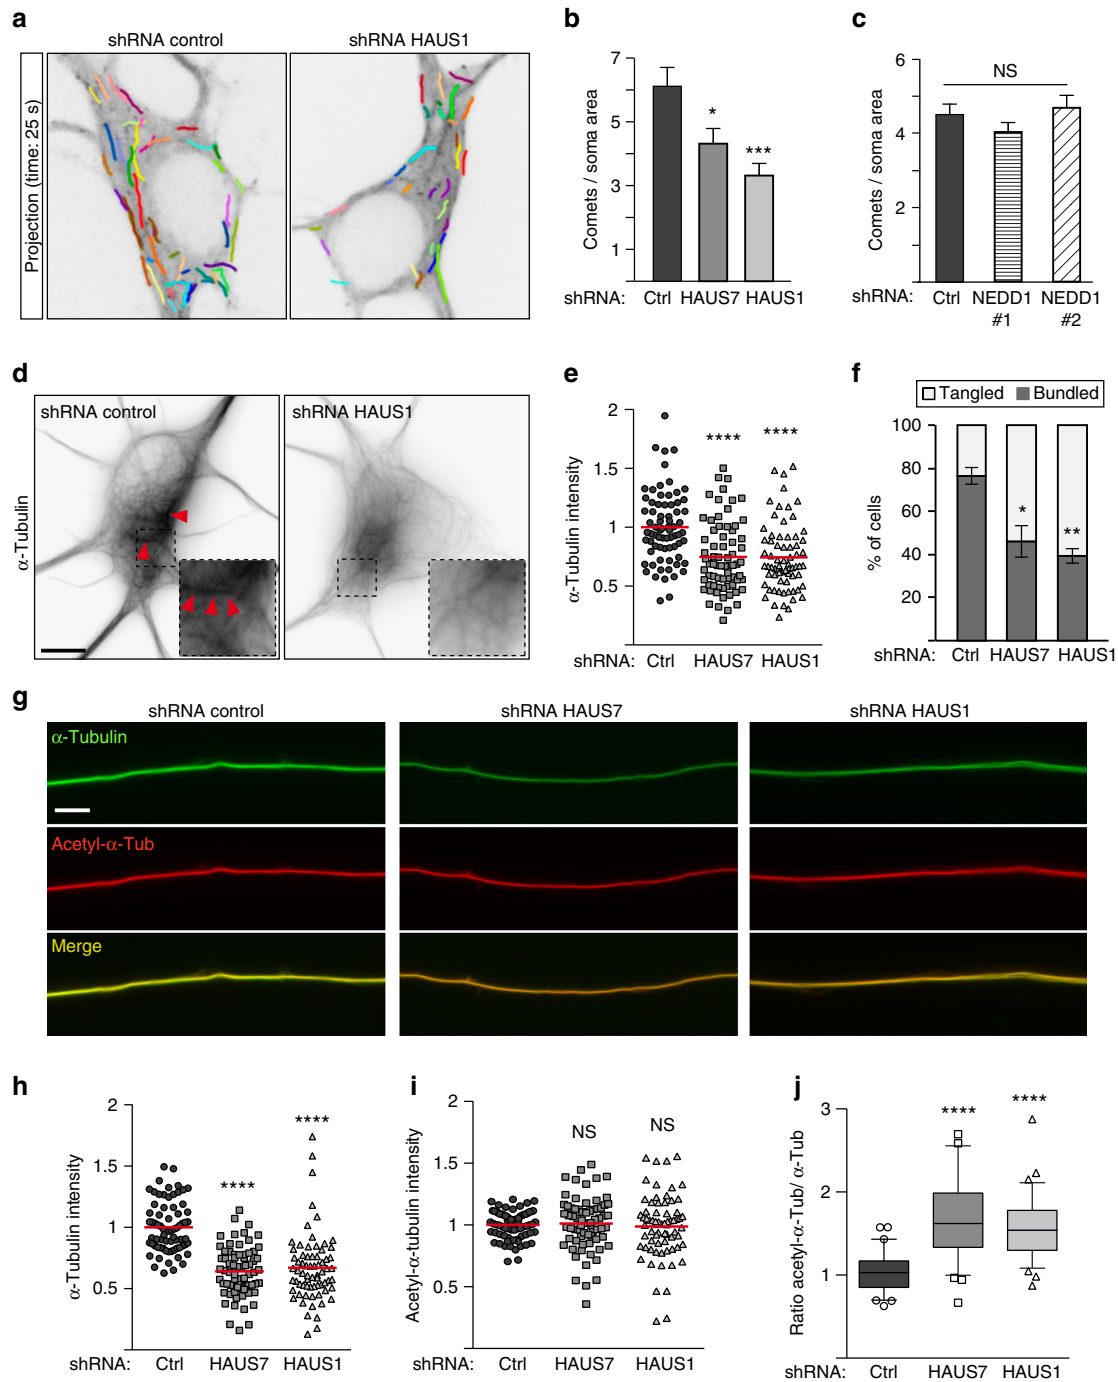 a
shRNA control
shRNA HAUS1
Projection (time: 25 s)
b
Comets / soma area
7
5
3
1
*
***
shRNA: Ctrl HAUS7 HAUS1
c
Comets / soma area
6
4
2
NS
shRNA: Ctrl NEDD1 #1 NEDD1 #2
d
α-Tubulin
shRNA control
shRNA HAUS1
e
α-Tubulin intensity
2
1.5
1
0.5
****
****
shRNA: Ctrl HAUS7 HAUS1
f
Tangled Bundled
% of cells
100
80
60
40
20
*
**
shRNA: Ctrl HAUS7 HAUS1
g
shRNA control
shRNA HAUS7
shRNA HAUS1
α-Tubulin
Acetyl-α-Tub
Merge
h
α-Tubulin intensity
2
1.5
1
0.5
****
****
shRNA: Ctrl HAUS7 HAUS1
i
Acetyl-α-tubulin intensity
2
1.5
1
0.5
NS
NS
shRNA: Ctrl HAUS7 HAUS1
j
Ratio acetyl-α-Tub/ α-Tub
3
2
1
****
****
shRNA: Ctrl HAUS7 HAUS1